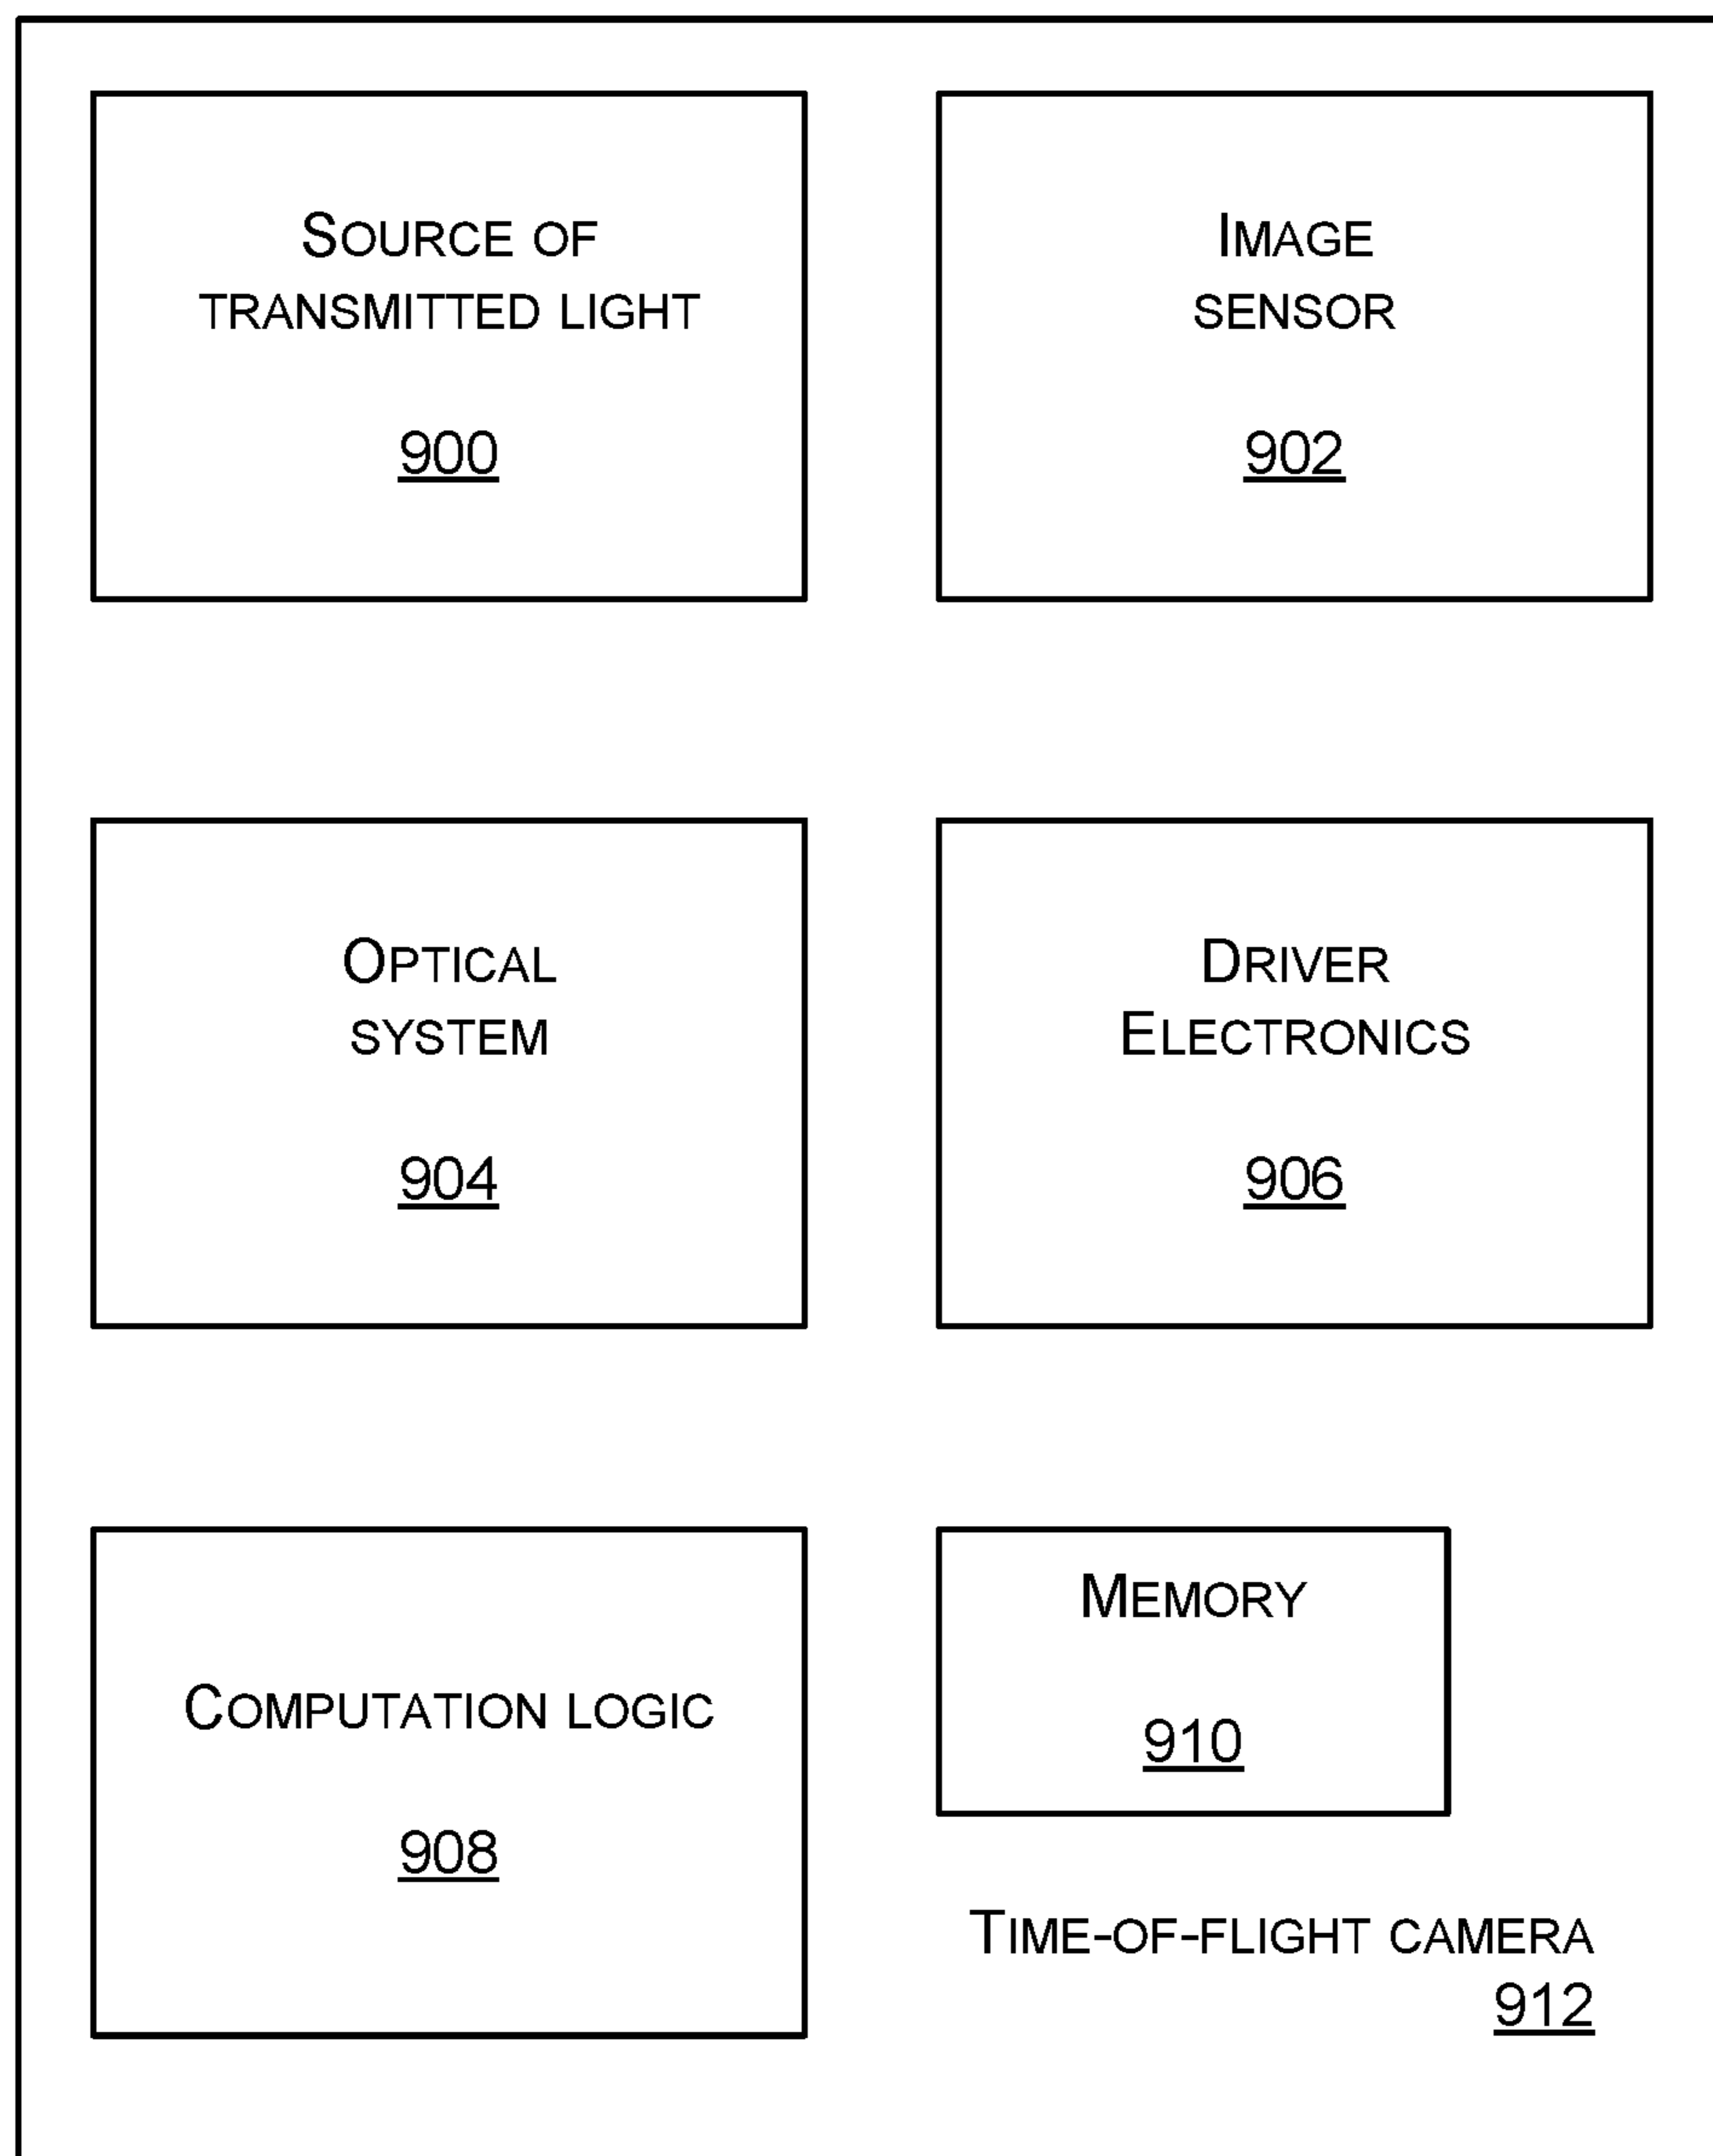 SOURCE OF
TRANSMITTED LIGHT
900
IMAGE
SENSOR
902
OPTICAL
SYSTEM
904
DRIVER
ELECTRONICS
906
COMPUTATION LOGIC
908
MEMORY
910
TIME-OF-FLIGHT CAMERA
912